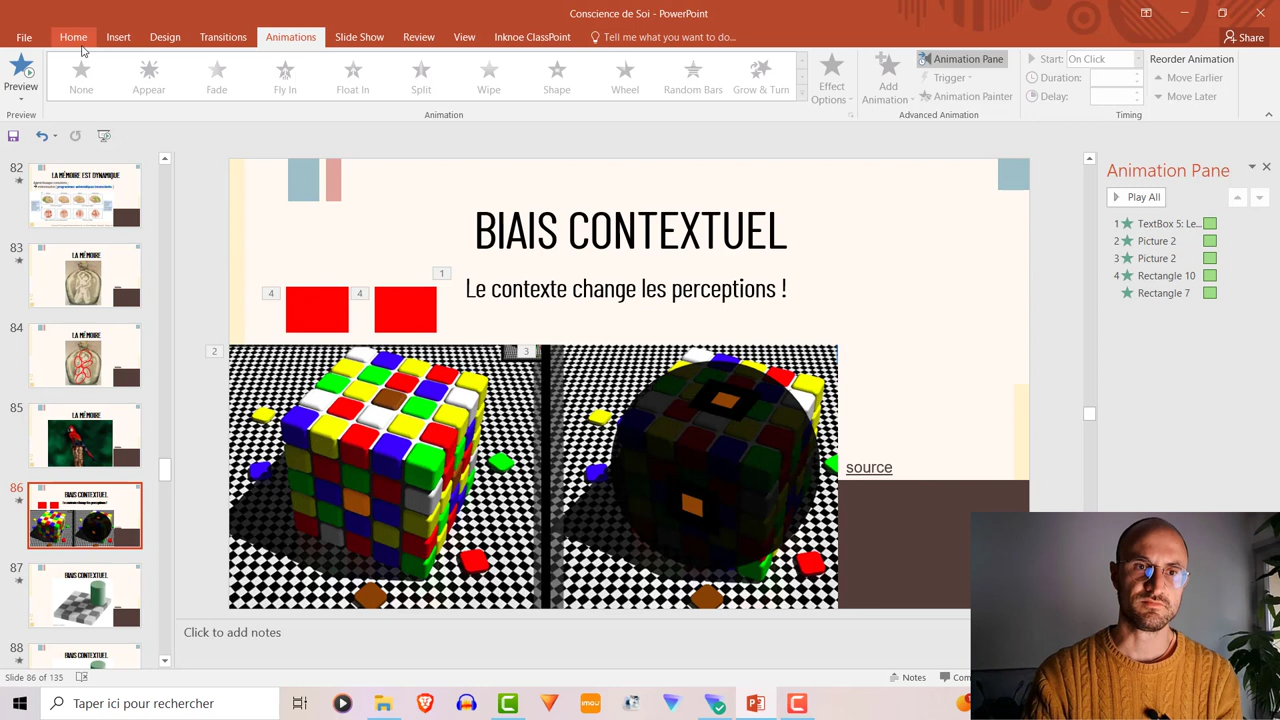 Conscience de Soi - PowerPoint
File Home Insert Design Transitions Animations Slide Show Review View Inknoe ClassPoint Tell me what you want to do... Share
Preview None Appear Fade Fly In Float In Split Wipe Shape Wheel Random Bars Grow & Turn Effect Options Add Animation
Animation Pane
Trigger
Animation Painter
Start: On Click
Duration:
Delay:
Reorder Animation
Move Earlier
Move Later
Preview Animation Advanced Animation Timing
82
LA MÉMOIRE EST DYNAMIQUE
83
LA MÉMOIRE
84
LA MÉMOIRE
85
LA MÉMOIRE
86
BIAIS CONTEXTUEL
Le contexte change les perceptions !
87
BIAIS CONTEXTUEL
88
BIAIS CONTEXTUEL
BIAIS CONTEXTUEL
1
Le contexte change les perceptions !
4 4
2 3
source
Animation Pane
Play All
1 TextBox 5: Le...
2 Picture 2
3 Picture 2
4 Rectangle 10
Rectangle 7
Click to add notes
Slide 86 of 135
Notes
Taper ici pour rechercher